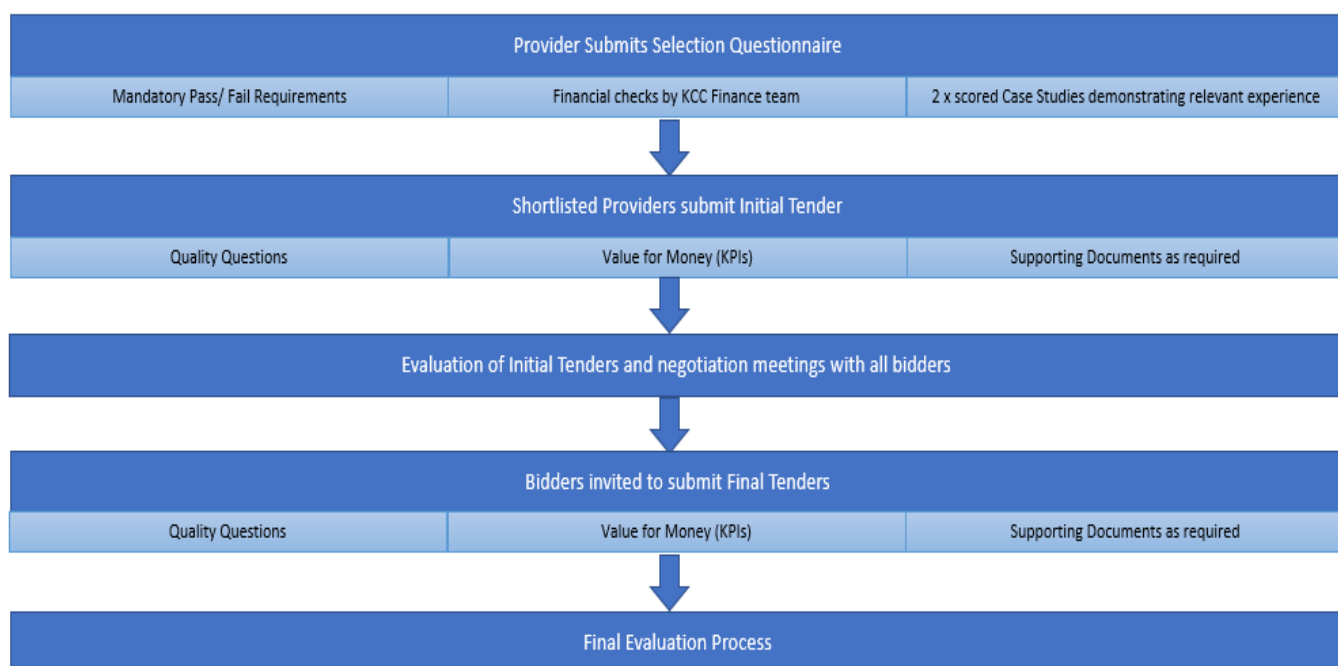 Provider Submits Selection Questionnaire
Mandatory Pass/ Fail Requirements
Financial checks by KCC Finance team
2 x scored Case Studies demonstrating relevant experience
Shortlisted Providers submit Initial Tender
Quality Questions
Value for Money (KPIs)
Supporting Documents as required
Evaluation of Initial Tenders and negotiation meetings with all bidders
Bidders invited to submit Final Tenders
Quality Questions
Value for Money (KPIs)
Supporting Documents as required
Final Evaluation Process